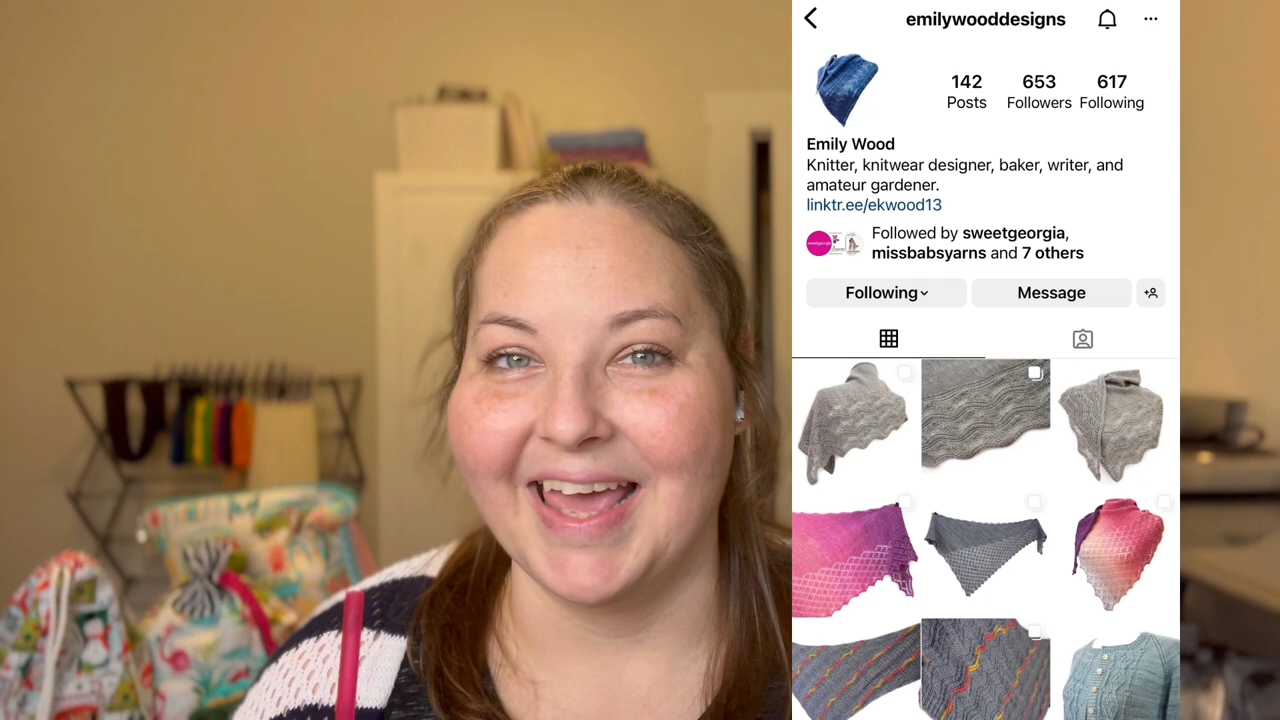 emilywooddesigns
142 653 617
Posts Followers Following
Emily Wood
Knitter, knitwear designer, baker, writer, and
amateur gardener.
linktr.ee/ekwood13
Followed by sweetgeorgia,
missbabsyarns and 7 others
Following
Message